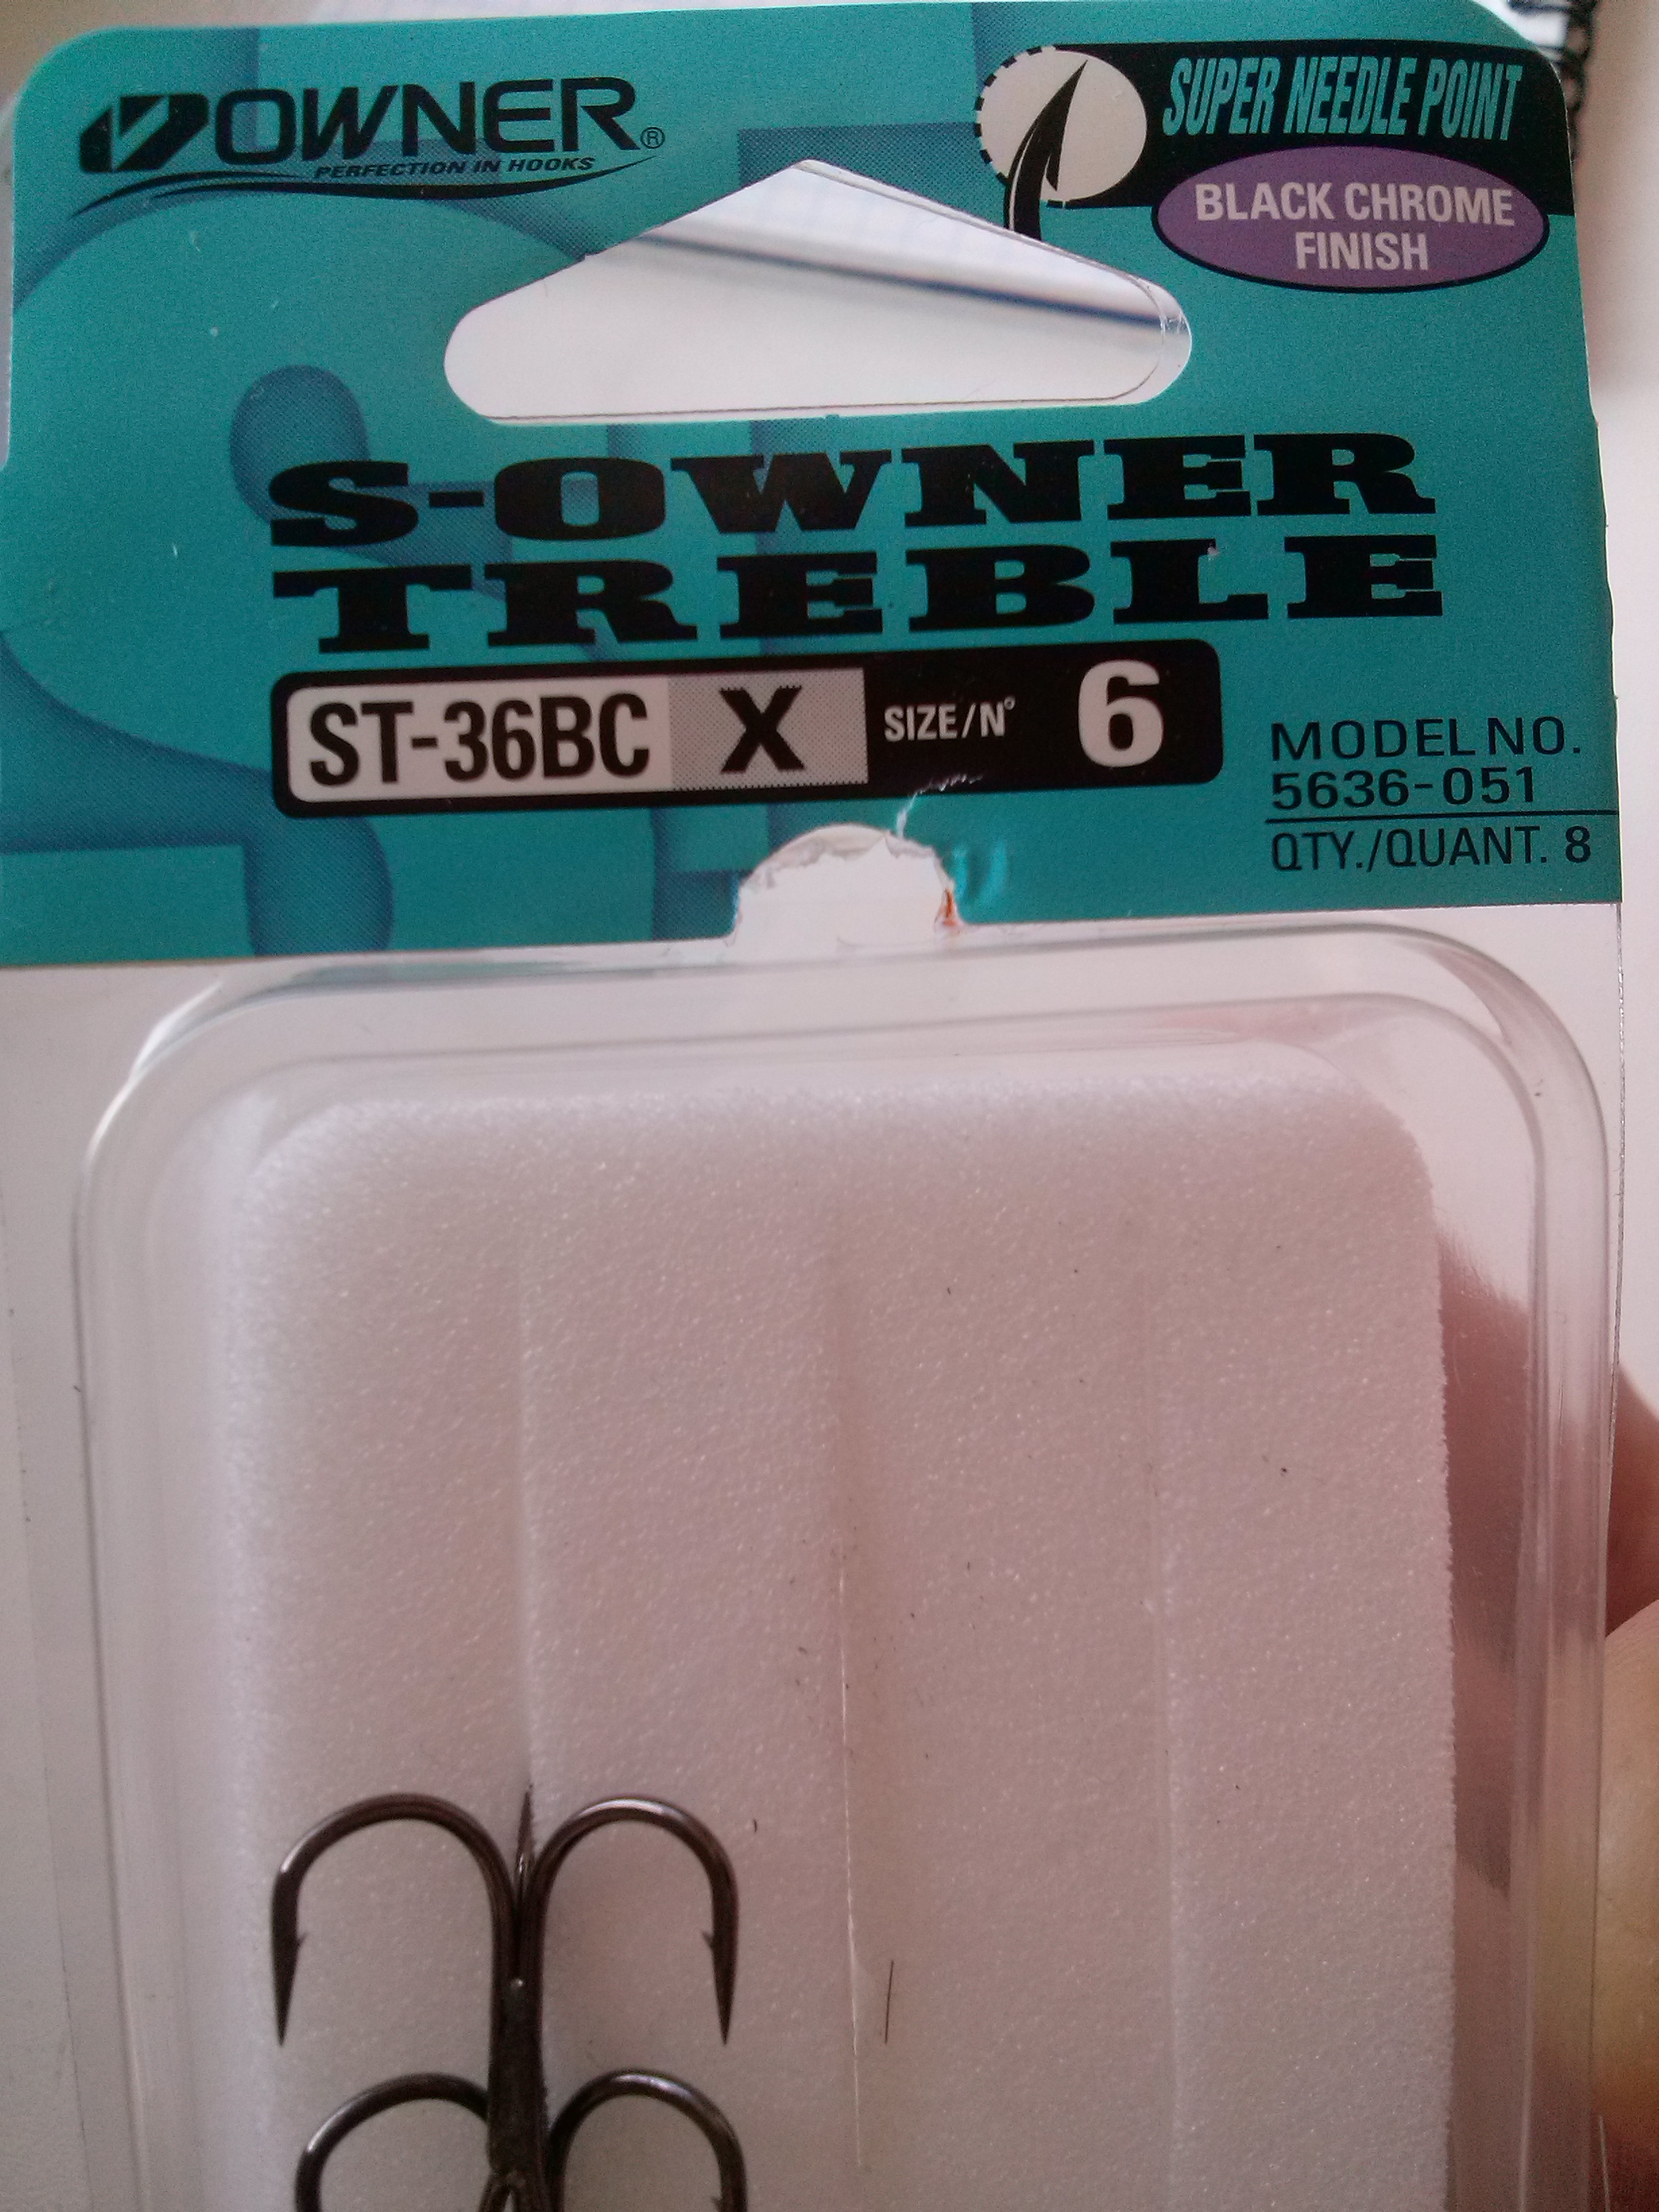 OWNER®
PERFECTION IN HOOKS
SUPER NEEDLE POINT
BLACK CHROME
FINISH
S-OWNER
TREBLE
ST-36BC X SIZE/Nº 6
MODEL NO.
5636-051
QTY./QUANT. 8